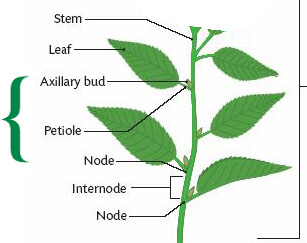 Stem
Leaf
Axillary bud
Petiole
Node
Internode
Node